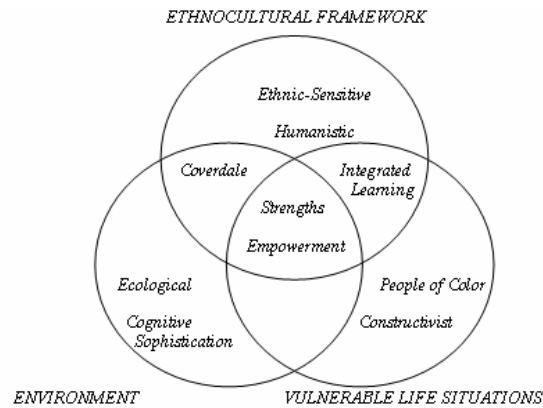 ETHNOCULTURAL FRAMEWORK
Ethnic-Sensitive
Humanistic
Coverdale
Integrated
Learning
Strengths
Empowerment
Ecological
Cognitive
Sophistication
People of Color
Constructivist
ENVIRONMENT
VULNERABLE LIFE SITUATIONS